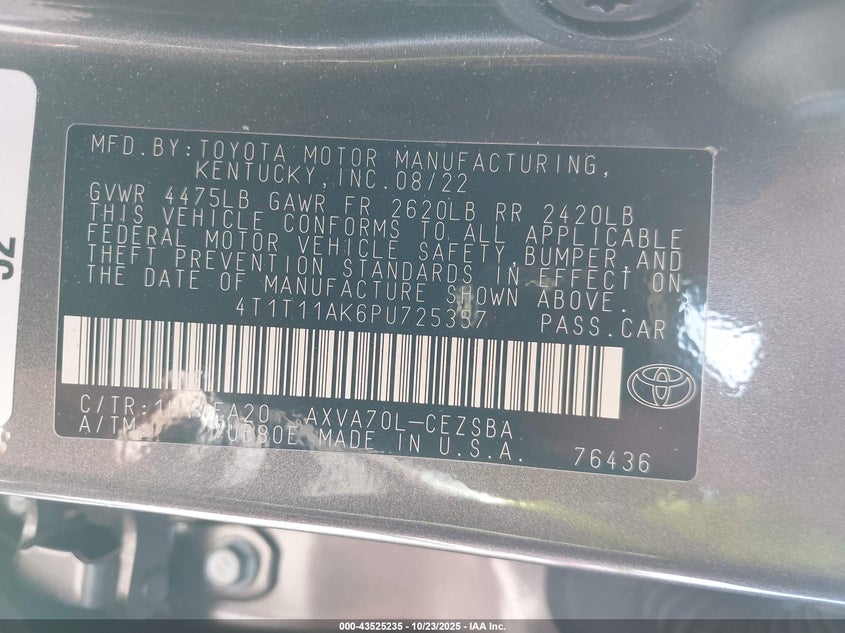 MFD.BY:TOYOTA MOTOR MANUFACTURING,
KENTUCKY,INC.08/22
GVWR 4475LB GAWR FR 2620LB RR 2420LB
THIS VEHICLE CONFORMS TO ALL APPLICABLE
FEDERAL MOTOR VEHICLE SAFETY,BUMPER,AND
THEFT PREVENTION STANDARDS IN EFFECT ON
THE DATE OF MANUFACTURE SHOWN ABOVE.
4T1T11AK6PU725357 PASS.CAR
C/TR: AXVA70L-CEZSBA
A/TM MADE IN U.S.A. 76436
000-43525235 - 10/23/2025 - IAA Inc.